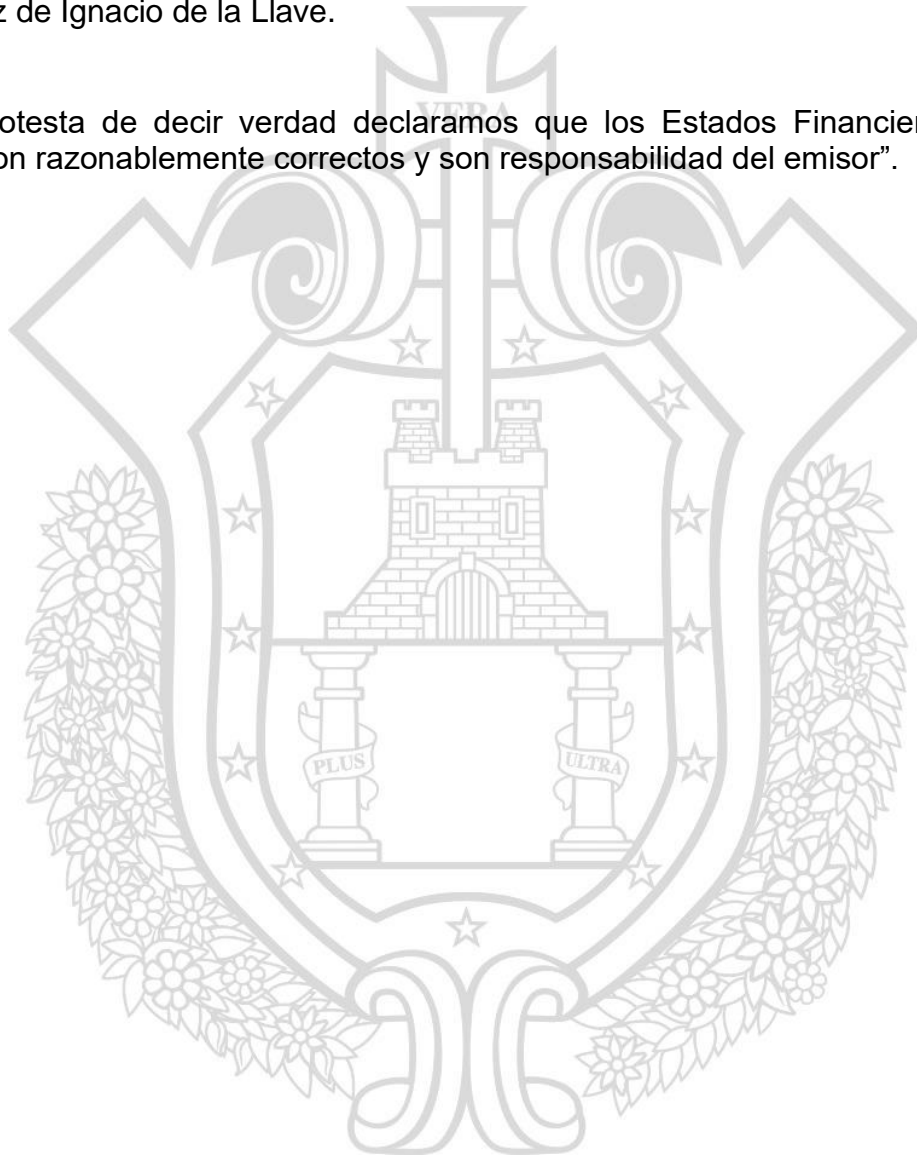 z de Ignacio de la Llave.
otesta de decir verdad declaramos que los Estados Financier
on razonablemente correctos y son responsabilidad del emisor”.
VERA
PLUS
ULTRA